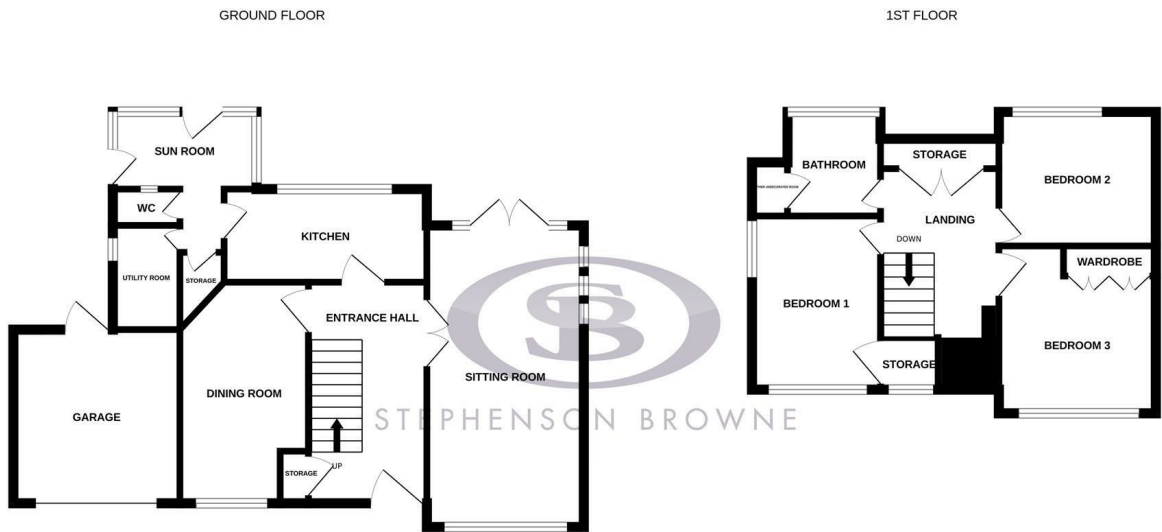 GROUND FLOOR
1ST FLOOR
SUN ROOM
WC
KITCHEN
UTILITY ROOM
STORAGE
ENTRANCE HALL
DINING ROOM
SITTING ROOM
GARAGE
STORAGE
UP
STORAGE
BATHROOM
BEDROOM 2
LANDING
DOWN
WARDROBE
BEDROOM 1
BEDROOM 3
STORAGE
SB
STEPHENSON BROWNE